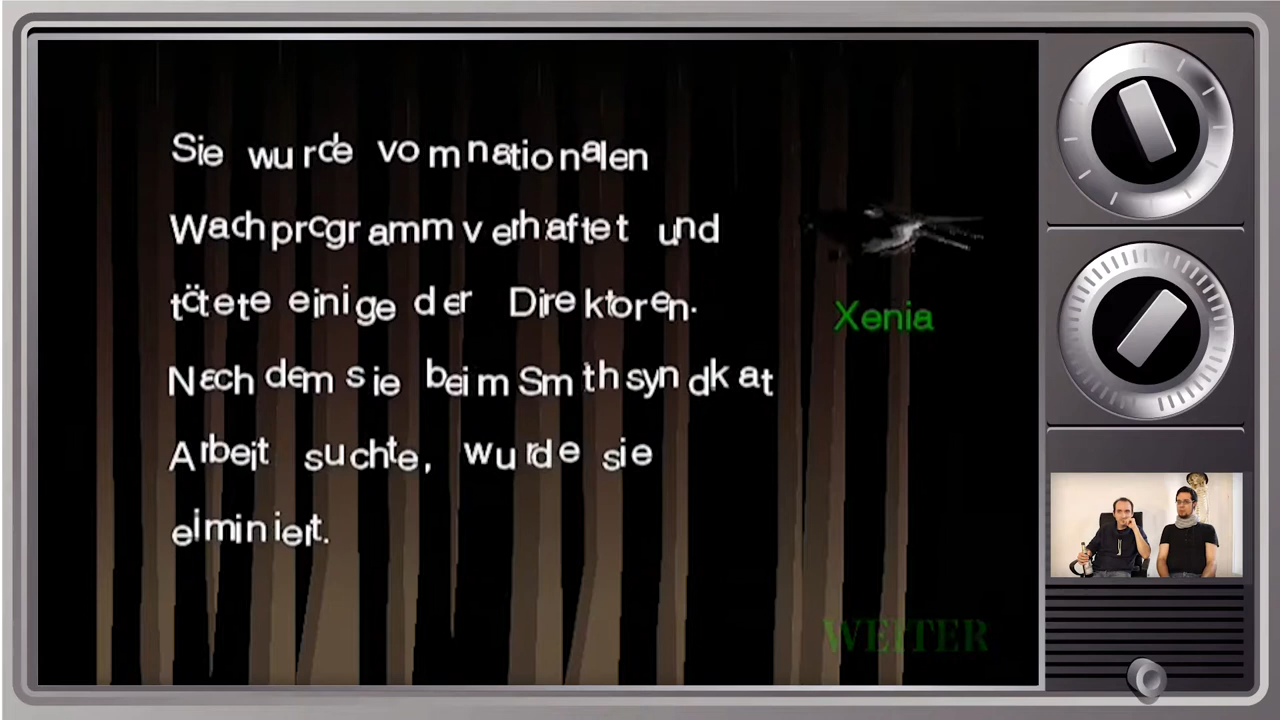 Sie wurde vom nationalen
Wachprogramm verhaftet und
tötete einige der Direktoren.
Xenia
Nachdem sie beim Smithsyndikat
Arbeit suchte, wurde sie
eliminiert.
WEITER